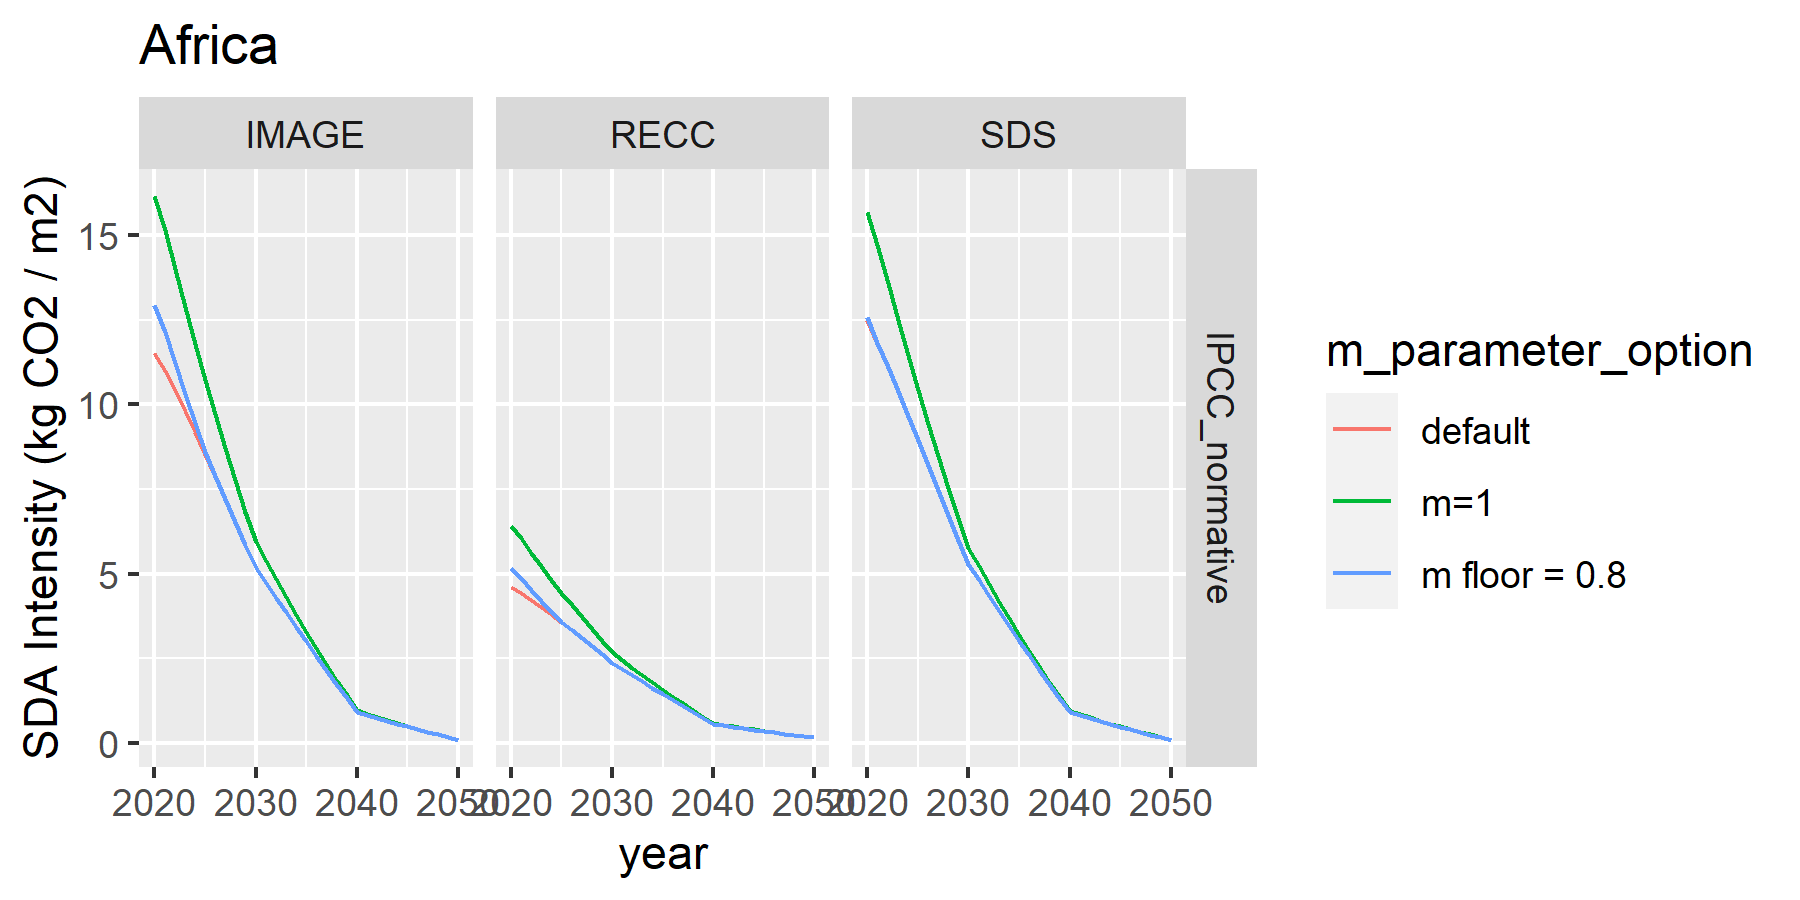 Africa
IMAGE
RECC
SDS
IPCC_normative
SDA Intensity (kg CO2 / m2)
15
10
5
0
2020 2030 2040 2050
2020 2030 2040 2050
2020 2030 2040 2050
year
m_parameter_option
default
m=1
m floor = 0.8